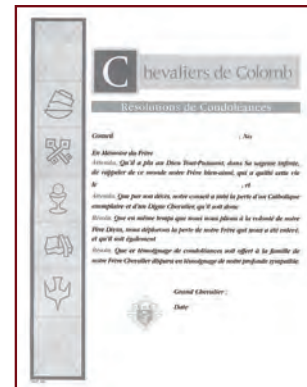 Chevaliers de Colomb
Résolutions de Condoléances
Conseil , No
En Mémoire du Frère
Attendu, Qu'il a plu au Dieu Tout-Puissant, dans Sa sagesse infinie,
de rappeler de ce monde notre Frère bien-aimé, qui a quitté cette vie
le , et
Attendu, Que par son décès, notre conseil a subi la perte d'un Catholique
exemplaire et d'un Digne Chevalier, qu'il soit donc
Résolu, Que en même temps que nous nous plions à la volonté de notre
Père Divin, nous déplorons la perte de notre Frère qui nous a été enlevé,
et qu'il soit également
Résolu, Que ce témoignage de condoléances soit offert à la famille de
notre Frère Chevalier disparu en témoignage de notre profonde sympathie
Grand Chevalier :
Date